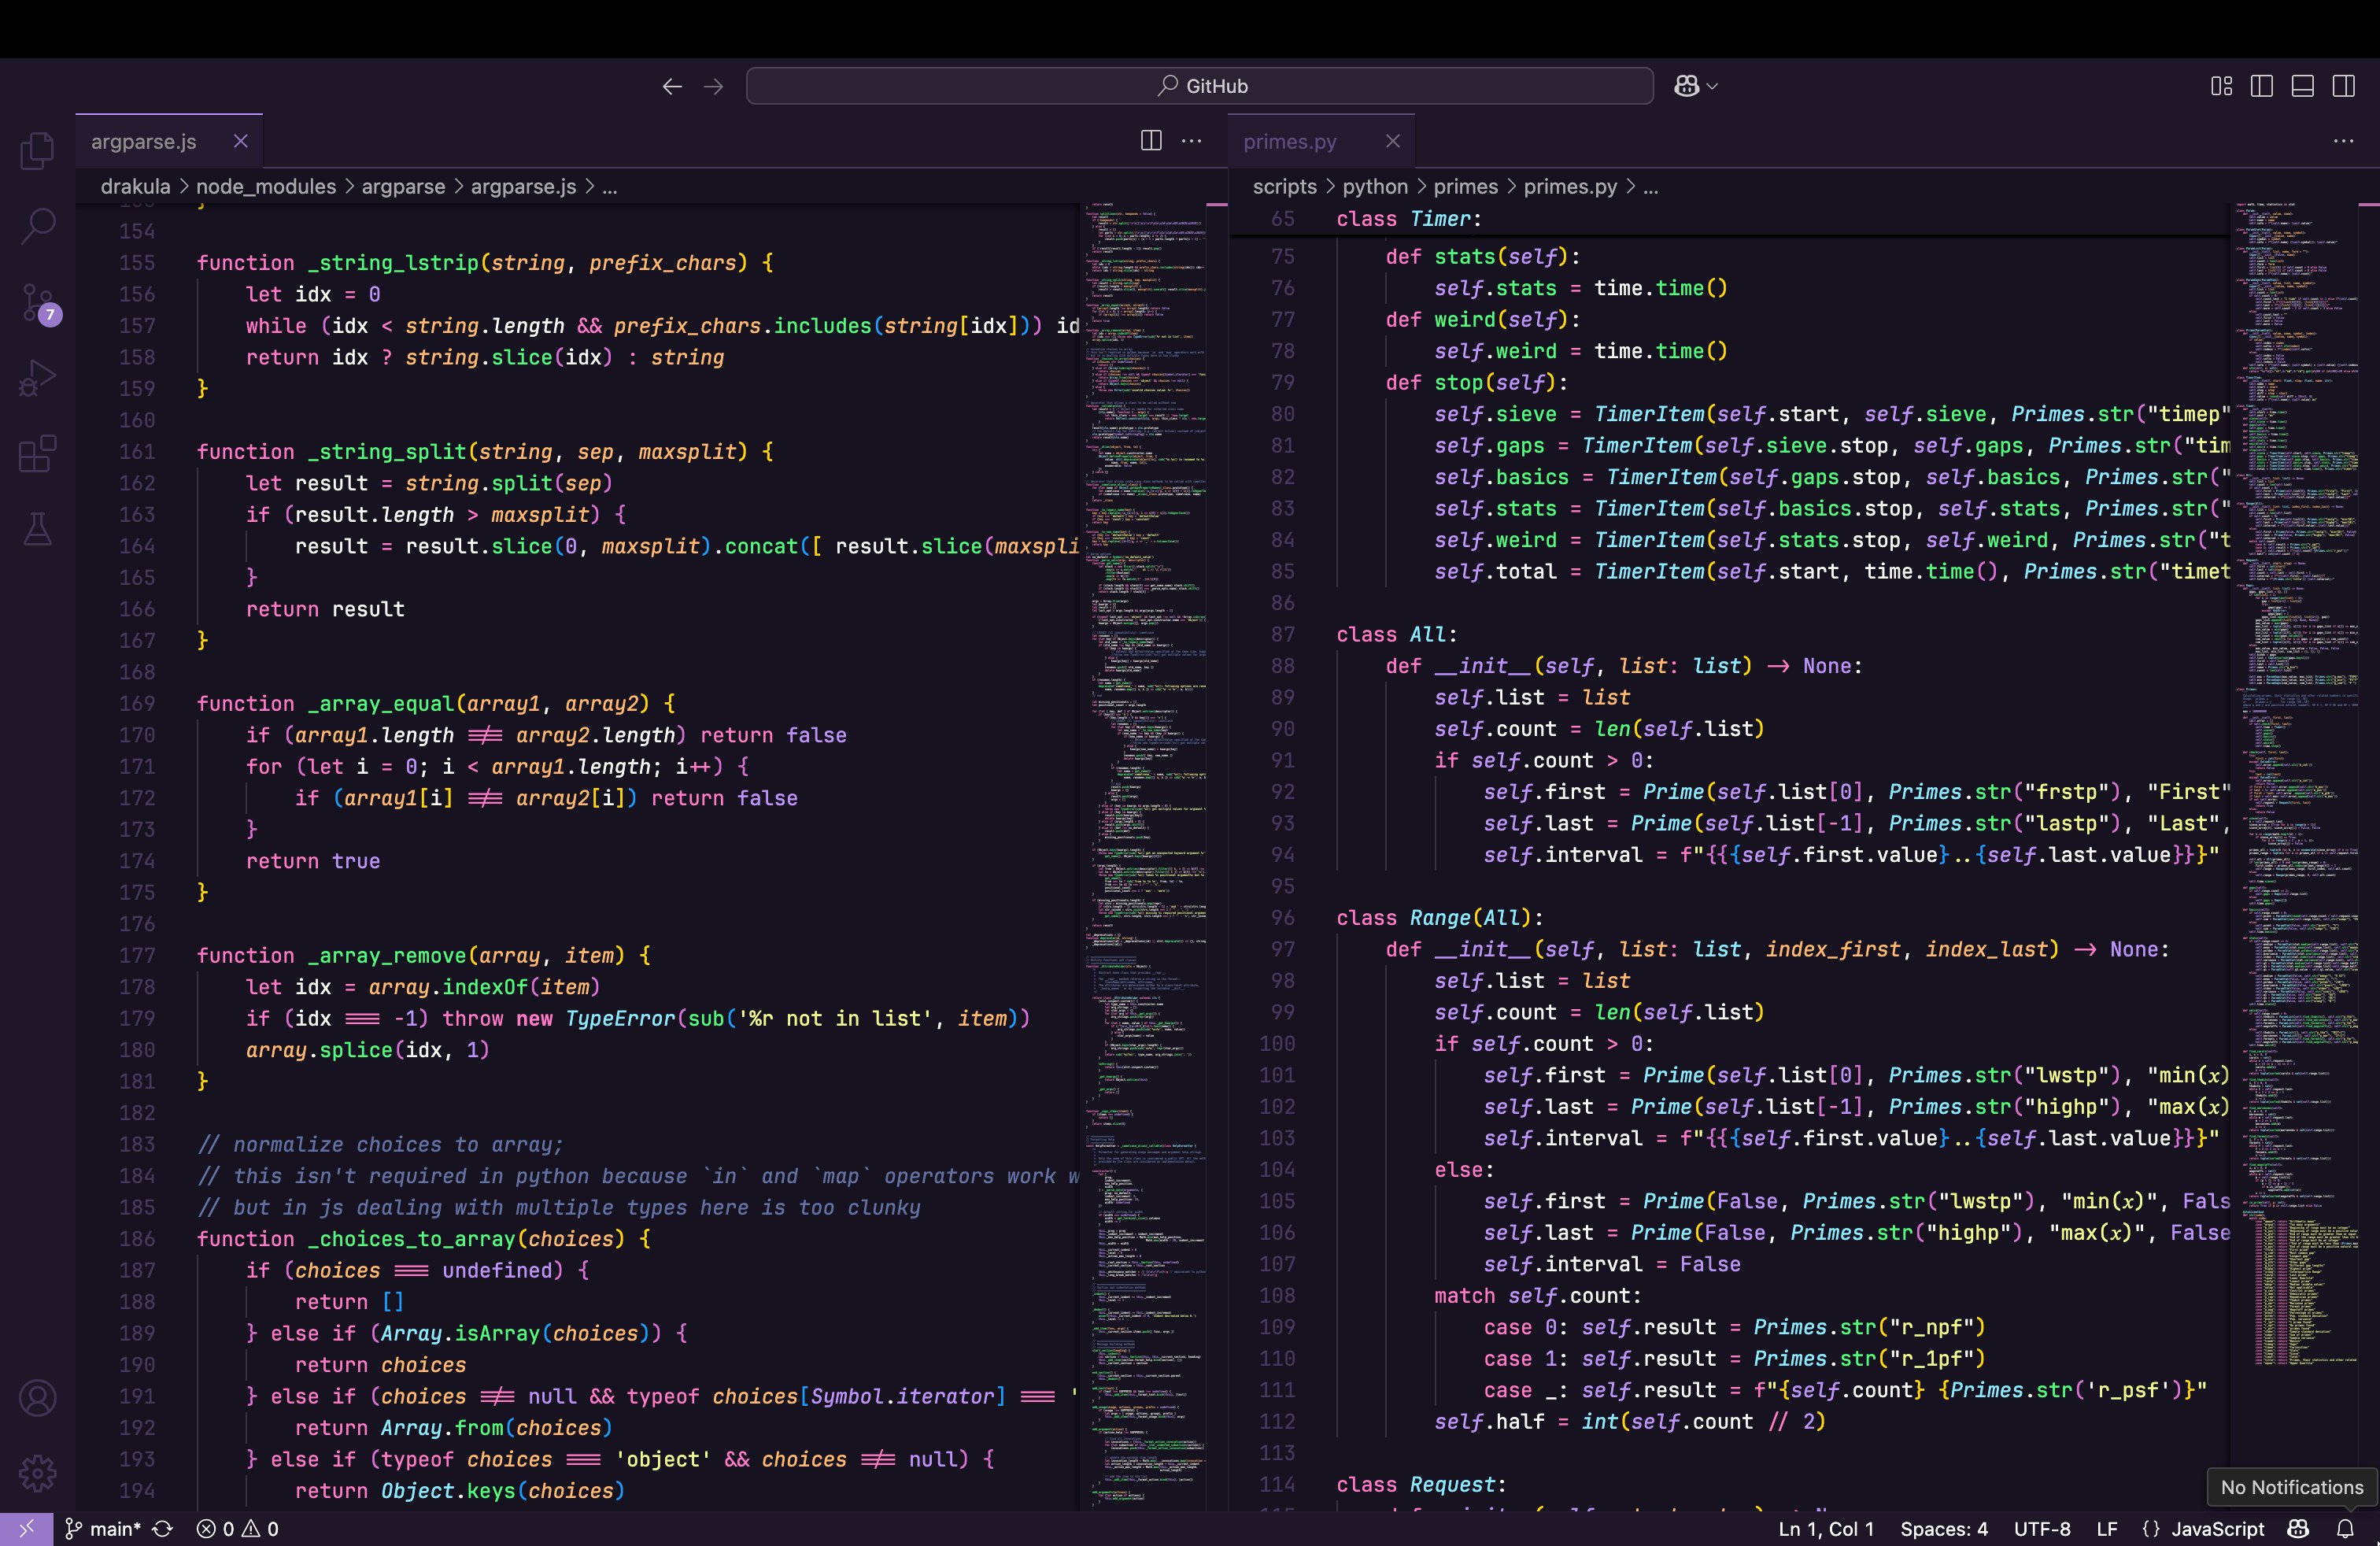 GitHub
argparse.js
drakula > node_modules > argparse > argparse.js > ...
154
155 function _string_lstrip(string, prefix_chars) {
156 let idx = 0
157 while (idx < string.length && prefix_chars.includes(string[idx])) id
158 return idx ? string.slice(idx) : string
159 }
160
161 function _string_split(string, sep, maxsplit) {
162 let result = string.split(sep)
163 if (result.length > maxsplit) {
164 result = result.slice(0, maxsplit).concat([ result.slice(maxspli
165 }
166 return result
167 }
168
169 function _array_equal(array1, array2) {
170 if (array1.length !== array2.length) return false
171 for (let i = 0; i < array1.length; i++) {
172 if (array1[i] !== array2[i]) return false
173 }
174 return true
175 }
176
177 function _array_remove(array, item) {
178 let idx = array.indexOf(item)
179 if (idx === -1) throw new TypeError(sub('%r not in list', item))
180 array.splice(idx, 1)
181 }
182
183 // normalize choices to array;
184 // this isn't required in python because `in` and `map` operators work w
185 // but in js dealing with multiple types here is too clunky
186 function _choices_to_array(choices) {
187 if (choices === undefined) {
188 return []
189 } else if (Array.isArray(choices)) {
190 return choices
191 } else if (choices !== null && typeof choices[Symbol.iterator] === '
192 return Array.from(choices)
193 } else if (typeof choices === 'object' && choices !== null) {
194 return Object.keys(choices)
primes.py
scripts > python > primes > primes.py > ...
65 class Timer:
75 def stats(self):
76 self.stats = time.time()
77 def weird(self):
78 self.weird = time.time()
79 def stop(self):
80 self.sieve = TimerItem(self.start, self.sieve, Primes.str("timep"
81 self.gaps = TimerItem(self.sieve.stop, self.gaps, Primes.str("tim
82 self.basics = TimerItem(self.gaps.stop, self.basics, Primes.str("
83 self.stats = TimerItem(self.basics.stop, self.stats, Primes.str("
84 self.weird = TimerItem(self.stats.stop, self.weird, Primes.str("t
85 self.total = TimerItem(self.start, time.time(), Primes.str("timet
86
87 class All:
88 def __init__(self, list: list) -> None:
89 self.list = list
90 self.count = len(self.list)
91 if self.count > 0:
92 self.first = Prime(self.list[0], Primes.str("frstp"), "First"
93 self.last = Prime(self.list[-1], Primes.str("lastp"), "Last",
94 self.interval = f"{{{self.first.value}..{self.last.value}}}"
95
96 class Range(All):
97 def __init__(self, list: list, index_first, index_last) -> None:
98 self.list = list
99 self.count = len(self.list)
100 if self.count > 0:
101 self.first = Prime(self.list[0], Primes.str("lwstp"), "min(x)
102 self.last = Prime(self.list[-1], Primes.str("highp"), "max(x)
103 self.interval = f"{{{self.first.value}..{self.last.value}}}"
104 else:
105 self.first = Prime(False, Primes.str("lwstp"), "min(x)", Fals
106 self.last = Prime(False, Primes.str("highp"), "max(x)", False
107 self.interval = False
108 match self.count:
109 case 0: self.result = Primes.str("r_npf")
110 case 1: self.result = Primes.str("r_1pf")
111 case _: self.result = f"{self.count} {Primes.str('r_psf')}"
112 self.half = int(self.count // 2)
113
114 class Request:
7
No Notifications
main* 0 0
Ln 1, Col 1 Spaces: 4 UTF-8 LF {} JavaScript